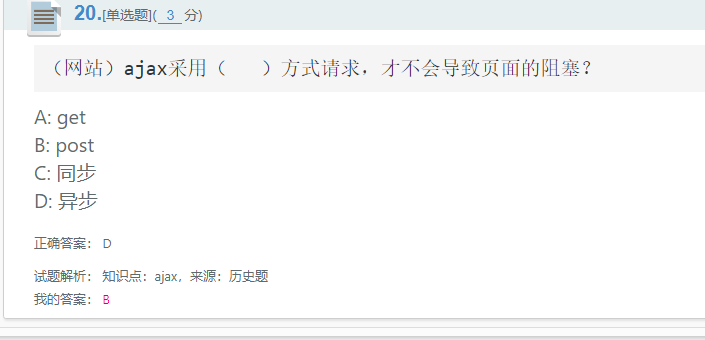 20.[单选题](3 分)
（网站）ajax采用（ ）方式请求，才不会导致页面的阻塞？
A: get
B: post
C: 同步
D: 异步
正确答案： D
试题解析： 知识点：ajax，来源：历史题
我的答案： B